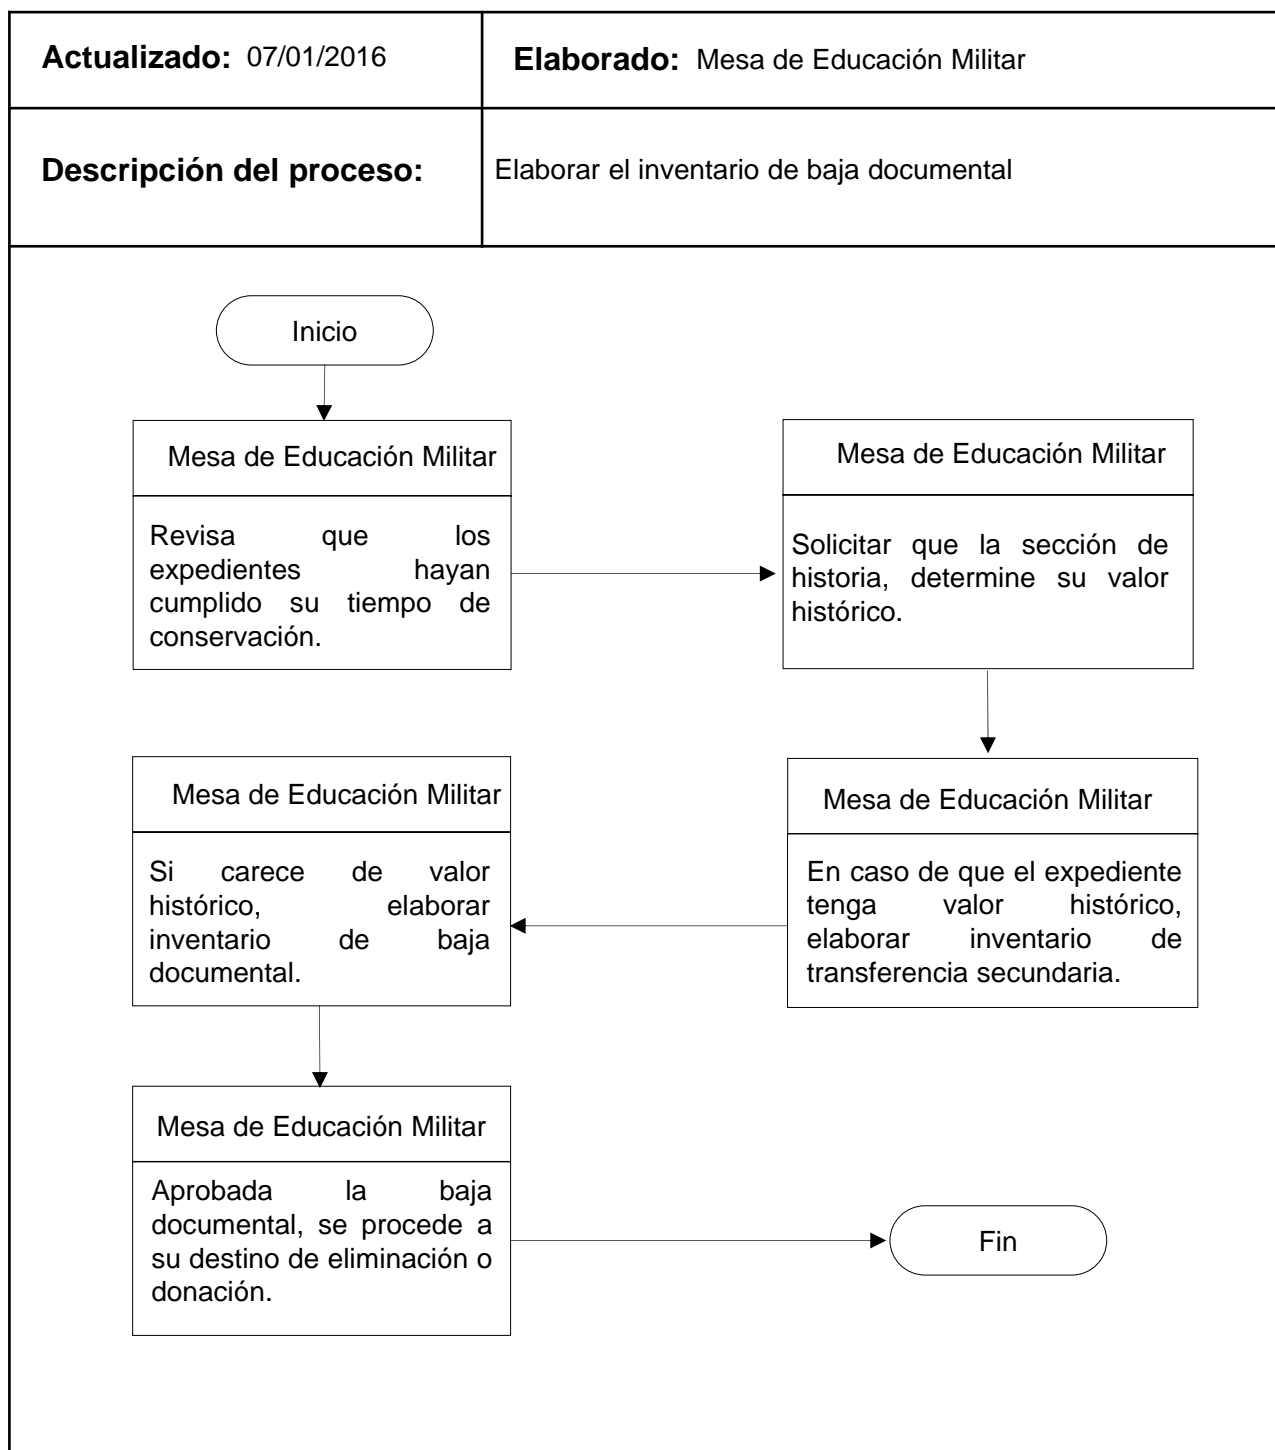 Actualizado: 07/01/2016
Elaborado: Mesa de Educación Militar
Descripción del proceso:
Elaborar el inventario de baja documental
Inicio
Mesa de Educación Militar
Revisa que los
expedientes hayan
cumplido su tiempo de
conservación.
Mesa de Educación Militar
Solicitar que la sección de
historia, determine su valor
histórico.
Mesa de Educación Militar
En caso de que el expediente
tenga valor histórico,
elaborar inventario de
transferencia secundaria.
Mesa de Educación Militar
Si carece de valor
histórico, elaborar
inventario de baja
documental.
Mesa de Educación Militar
Aprobada la baja
documental, se procede a
su destino de eliminación o
donación.
Fin